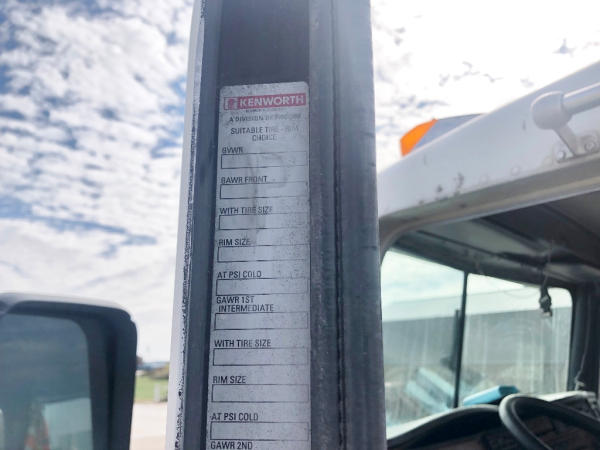 KENWORTH
A DIVISION OF PACCAR
SUITABLE TIRE - RIM
CHOICE
GVWR
GAWR FRONT
WITH TIRE SIZE
RIM SIZE
AT PSI COLD
GAWR 1ST
INTERMEDIATE
WITH TIRE SIZE
RIM SIZE
AT PSI COLD
GAWR 2ND